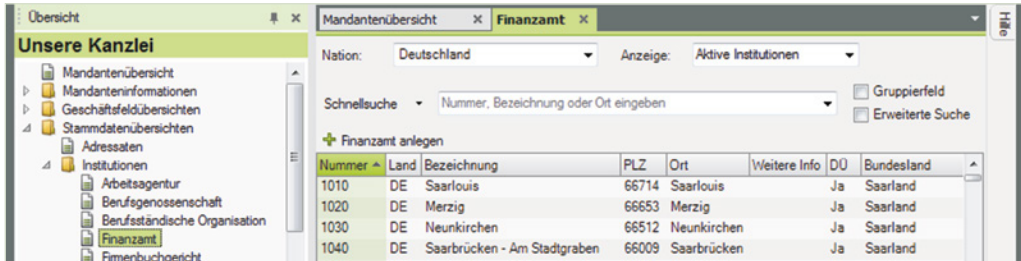 Übersicht
Unsere Kanzlei
Mandantenübersicht
Mandanteninformationen
Geschäftsfeldübersichten
Stammdatenübersichten
Adressaten
Institutionen
Arbeitsagentur
Berufsgenossenschaft
Berufsständische Organisation
Finanzamt
Firmenbuchgericht
Mandantenübersicht Finanzamt
Nation: Deutschland Anzeige: Aktive Institutionen
Schnellsuche Nummer, Bezeichnung oder Ort eingeben
Gruppierfeld
Erweiterte Suche
Finanzamt anlegen
Nummer Land Bezeichnung PLZ Ort Weitere Info DÜ Bundesland
1010 DE Saarlouis 66714 Saarlouis Ja Saarland
1020 DE Merzig 66653 Merzig Ja Saarland
1030 DE Neunkirchen 66512 Neunkirchen Ja Saarland
1040 DE Saarbrücken - Am Stadtgraben 66009 Saarbrücken Ja Saarland
Hilfe